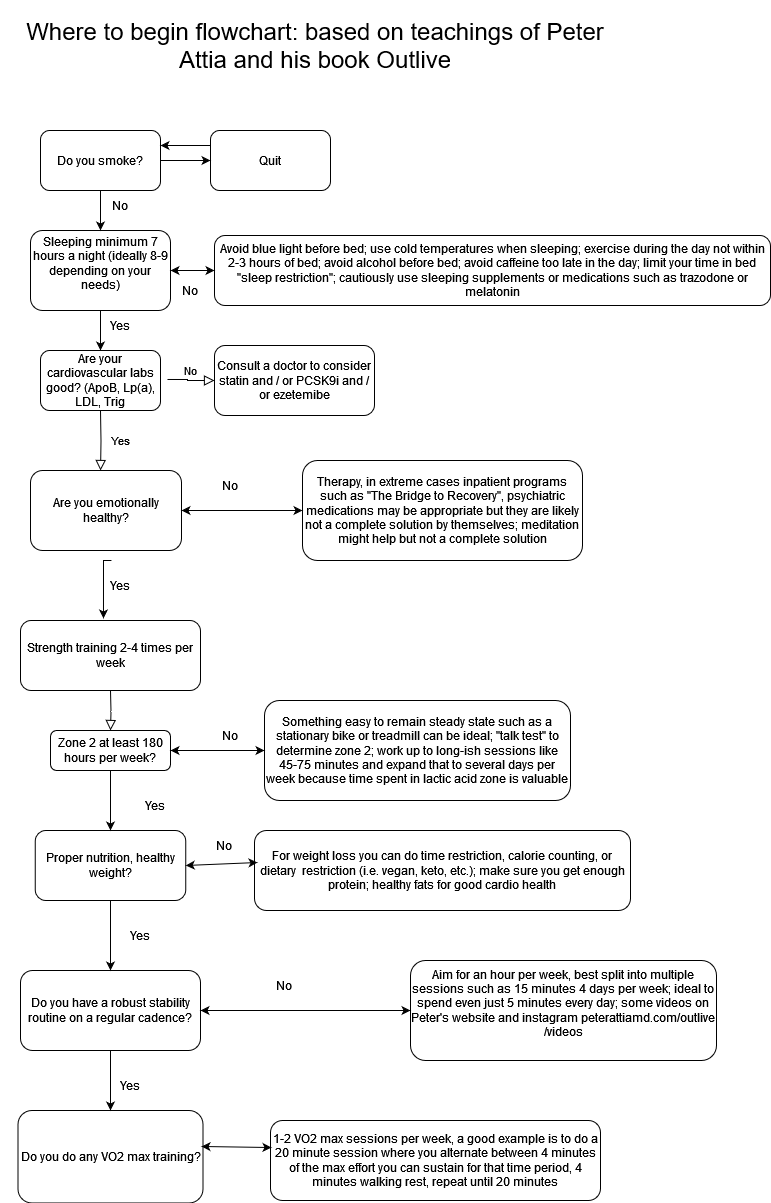 Where to begin flowchart: based on teachings of Peter
Attia and his book Outlive
Do you smoke?
Quit
No
Sleeping minimum 7
hours a night (ideally 8-9
depending on your
needs)
No
Avoid blue light before bed; use cold temperatures when sleeping; exercise during the day not within
2-3 hours of bed; avoid alcohol before bed; avoid caffeine too late in the day; limit your time in bed
"sleep restriction"; cautiously use sleeping supplements or medications such as trazodone or
melatonin
Yes
Are your
cardiovascular labs
good? (ApoB, Lp(a),
LDL, Trig
No
Consult a doctor to consider
statin and / or PCSK9i and /
or ezetemibe
Yes
Are you emotionally
healthy?
No
Therapy, in extreme cases inpatient programs
such as "The Bridge to Recovery", psychiatric
medications may be appropriate but they are likely
not a complete solution by themselves; meditation
might help but not a complete solution
Yes
Strength training 2-4 times per
week
Zone 2 at least 180
hours per week?
No
Something easy to remain steady state such as a
stationary bike or treadmill can be ideal; "talk test" to
determine zone 2; work up to long-ish sessions like
45-75 minutes and expand that to several days per
week because time spent in lactic acid zone is valuable
Yes
Proper nutrition, healthy
weight?
No
For weight loss you can do time restriction, calorie counting, or
dietary restriction (i.e. vegan, keto, etc.); make sure you get enough
protein; healthy fats for good cardio health
Yes
Do you have a robust stability
routine on a regular cadence?
No
Aim for an hour per week, best split into multiple
sessions such as 15 minutes 4 days per week; ideal to
spend even just 5 minutes every day; some videos on
Peter's website and instagram peterattiamd.com/outlive
/videos
Yes
Do you do any VO2 max training?
1-2 VO2 max sessions per week, a good example is to do a
20 minute session where you alternate between 4 minutes
of the max effort you can sustain for that time period, 4
minutes walking rest, repeat until 20 minutes